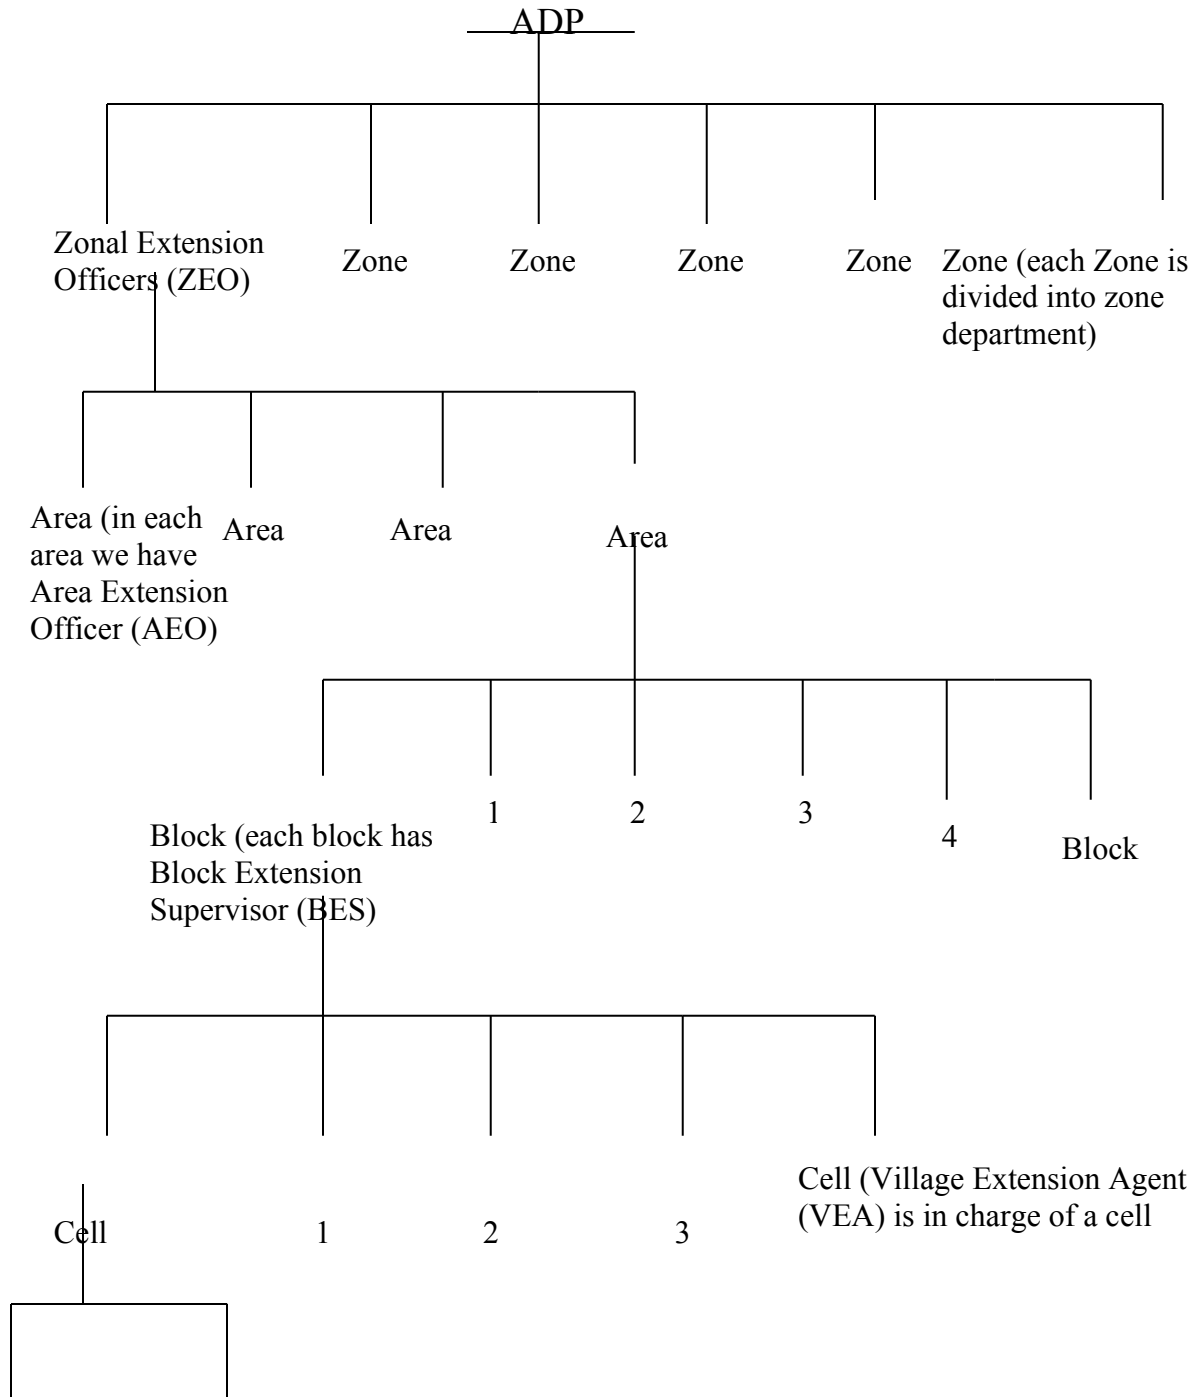 ADP
Zonal Extension
Officers (ZEO)
Zone
Zone
Zone
Zone
Zone (each Zone is
divided into zone
department)
Area (in each
area we have
Area Extension
Officer (AEO)
Area
Area
Area
Block (each block has
Block Extension
Supervisor (BES)
1
2
3
4
Block
Cell
1
2
3
Cell (Village Extension Agent
(VEA) is in charge of a cell